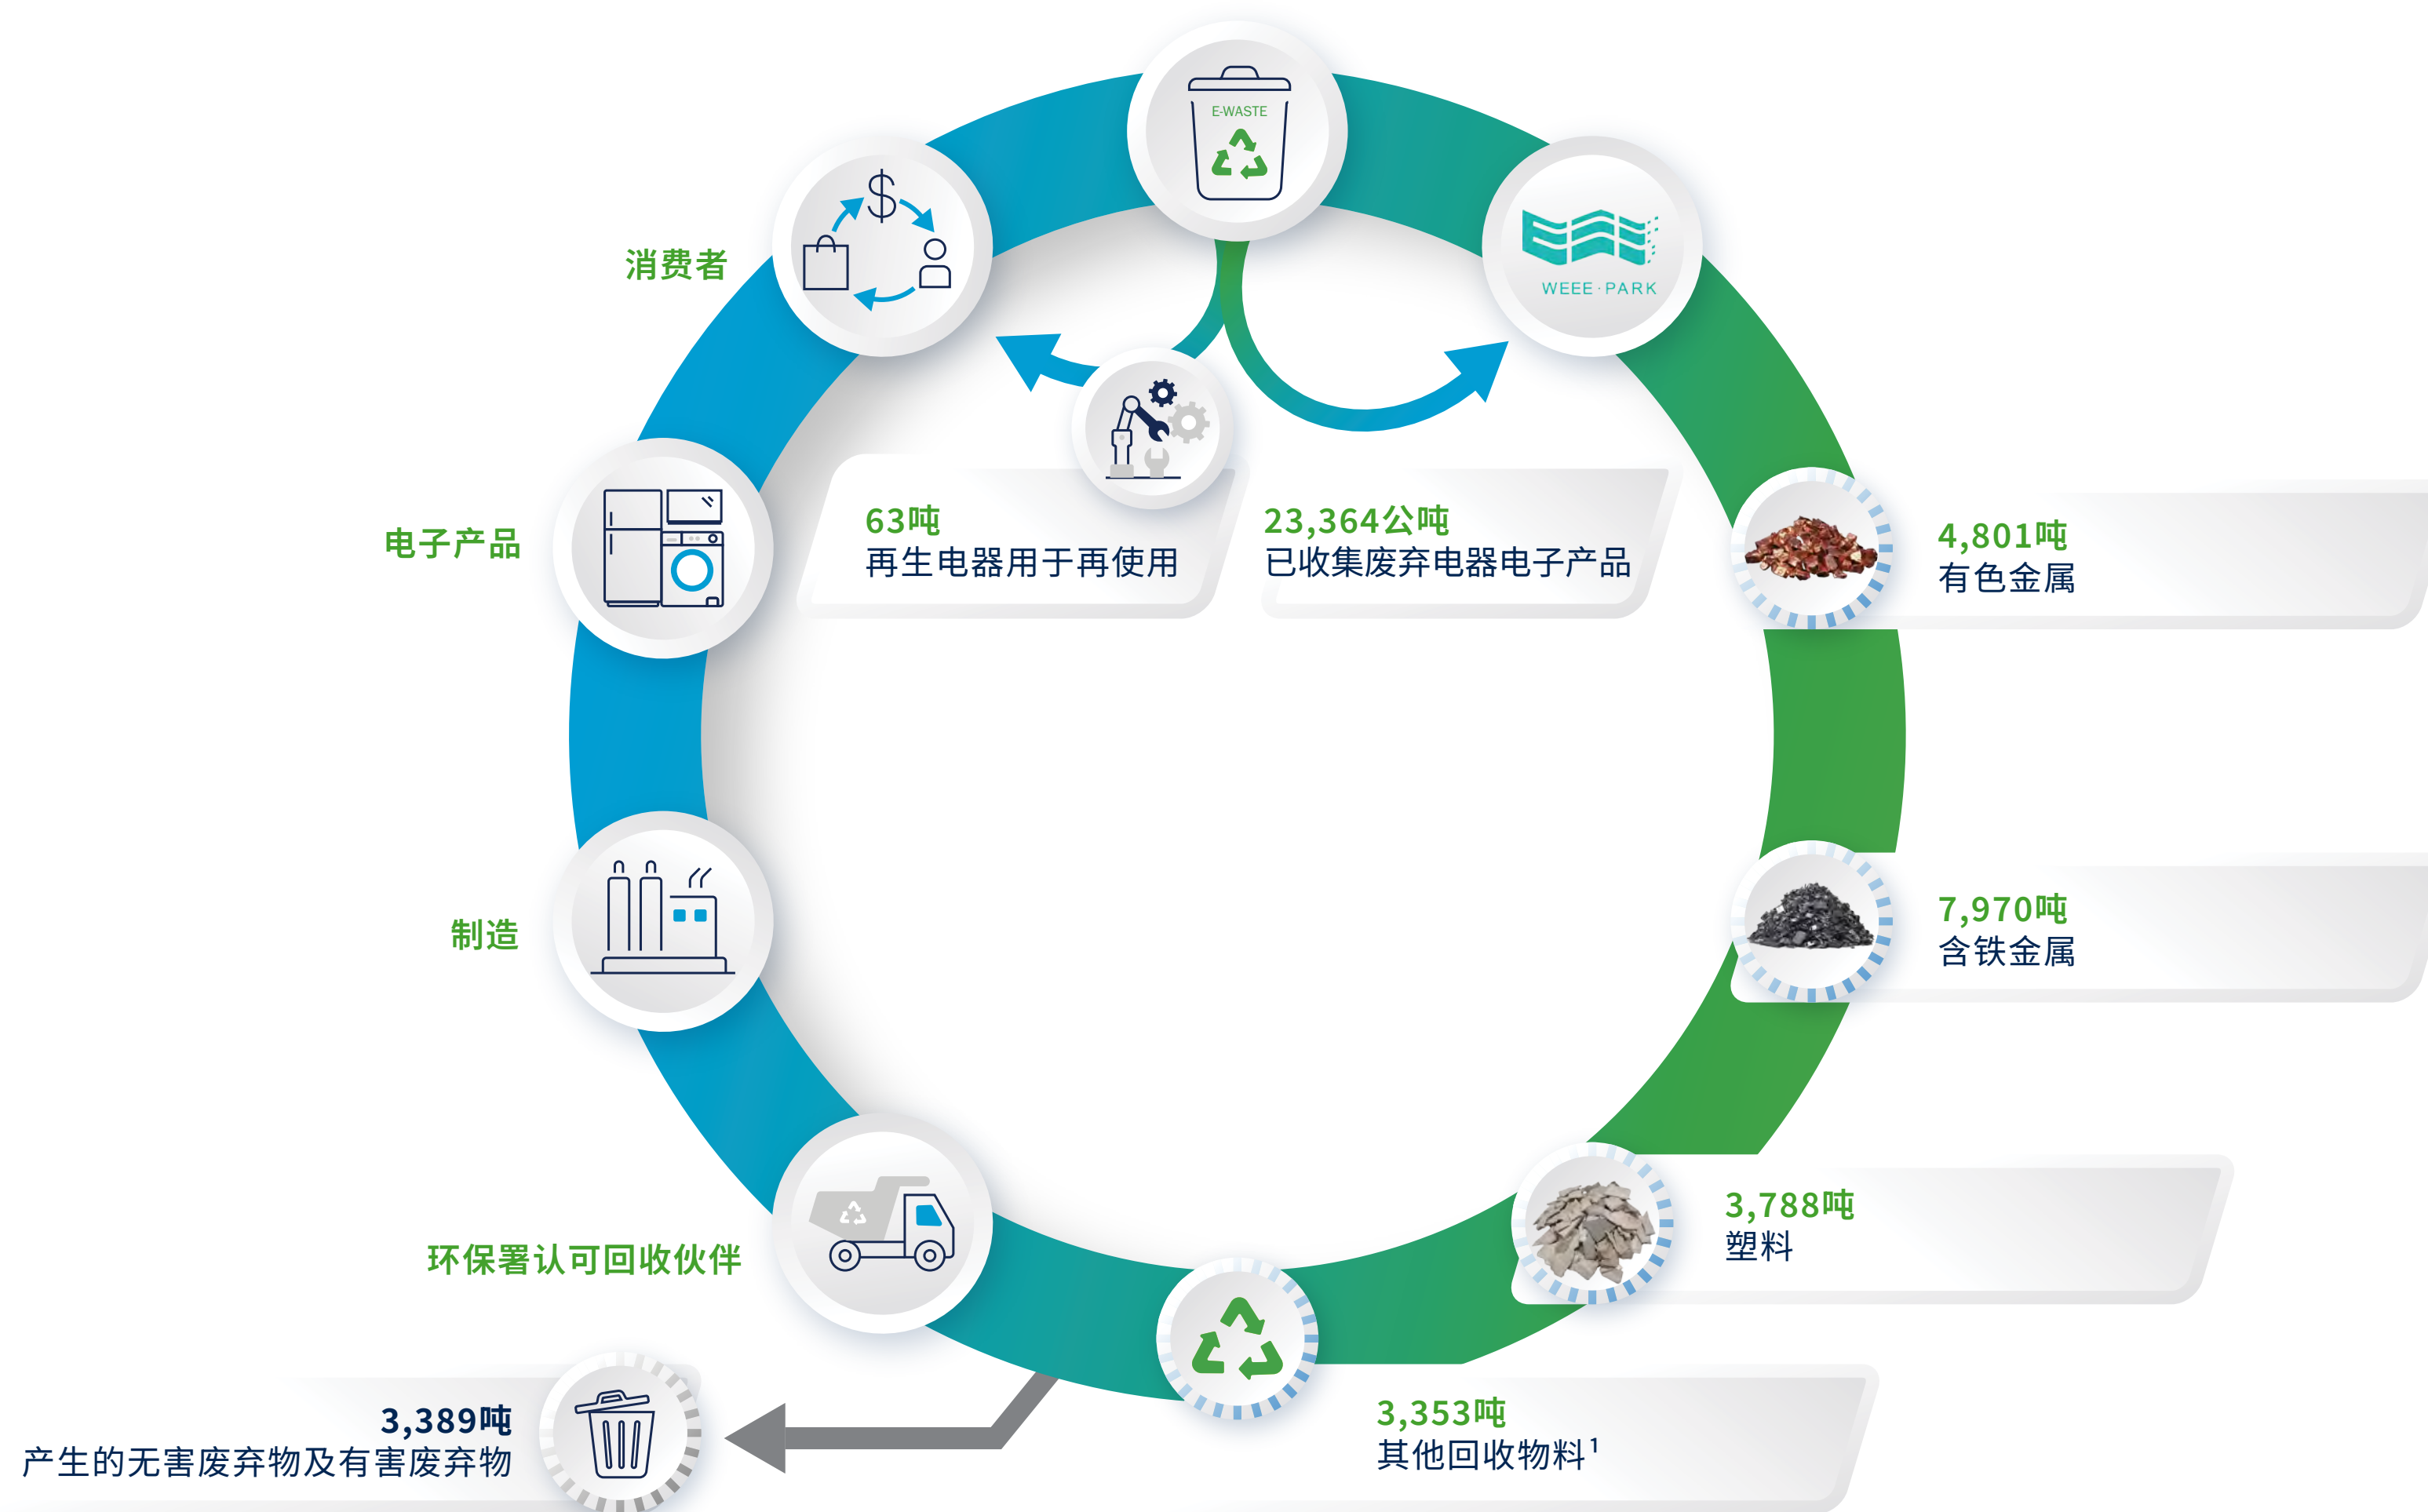 E-WASTE
消费者
WEEE·PARK
电子产品
63吨
再生电器用于再使用
23,364公吨
已收集废弃电器电子产品
4,801吨
有色金属
制造
7,970吨
含铁金属
环保署认可回收伙伴
3,788吨
塑料
3,389吨
产生的无害废弃物及有害废弃物
3,353吨
其他回收物料¹